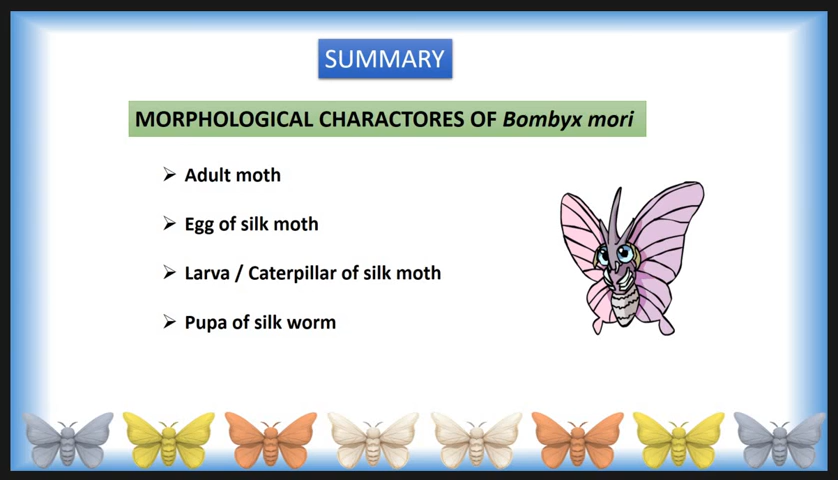 SUMMARY
MORPHOLOGICAL CHARACTORES OF Bombyx mori
➢ Adult moth
➢ Egg of silk moth
➢ Larva / Caterpillar of silk moth
➢ Pupa of silk worm